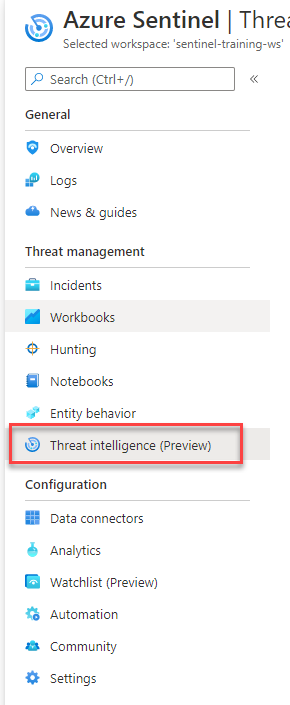 Azure Sentinel | Threa
Selected workspace: 'sentinel-training-ws'
Search (Ctrl+/)
«
General
Overview
Logs
News & guides
Threat management
Incidents
Workbooks
Hunting
Notebooks
Entity behavior
Threat intelligence (Preview)
Configuration
Data connectors
Analytics
Watchlist (Preview)
Automation
Community
Settings